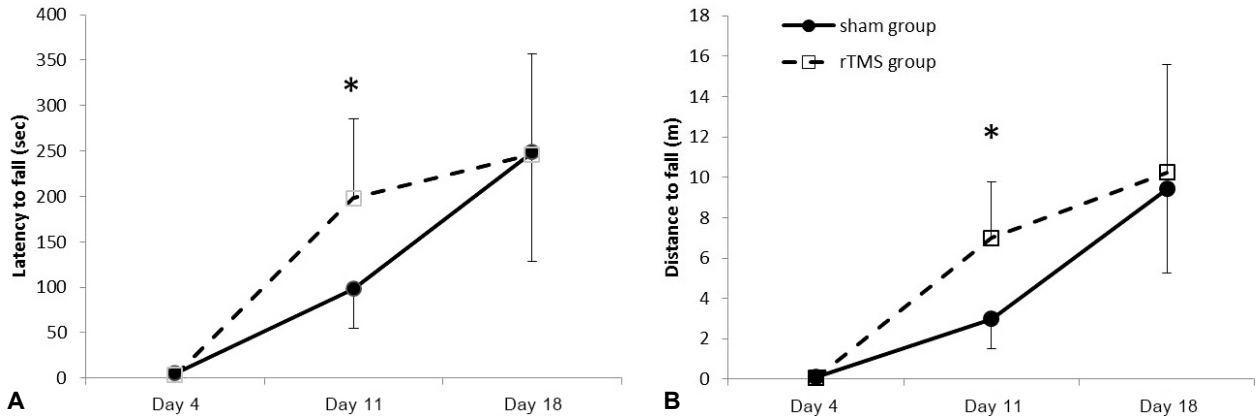 400
350
300
250
200
150
100
50
0
Latency to fall (sec)
*
Day 4 Day 11 Day 18
A
18
16
14
12
10
8
6
4
2
0
Distance to fall (m)
sham group
rTMS group
*
Day 4 Day 11 Day 18
B